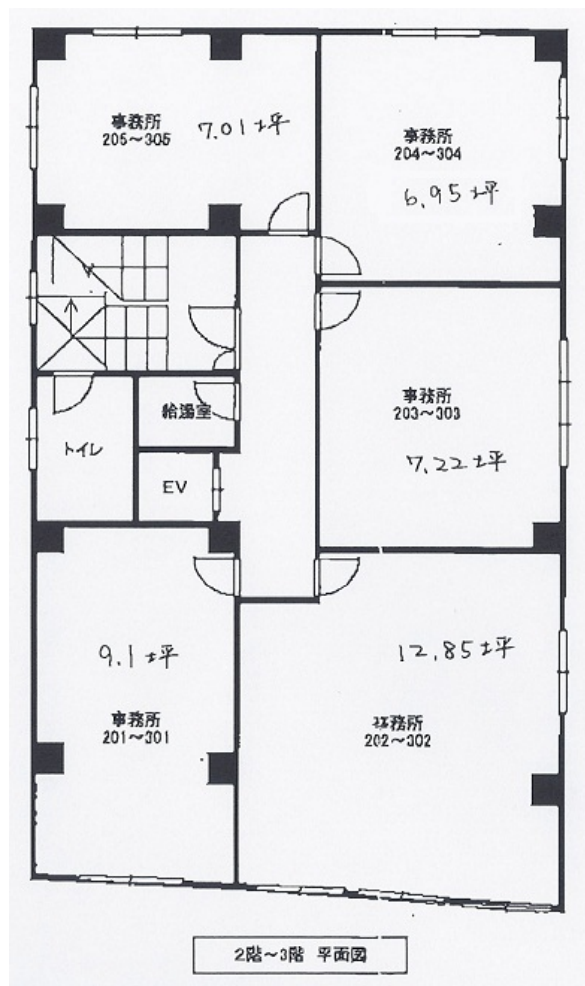 事務所
205～305
7.01坪
事務所
204～304
6.95坪
事務所
203～303
7.22坪
給湯室
トイレ
EV
9.1坪
事務所
201～301
12.85坪
事務所
202～302
2階～3階 平面図